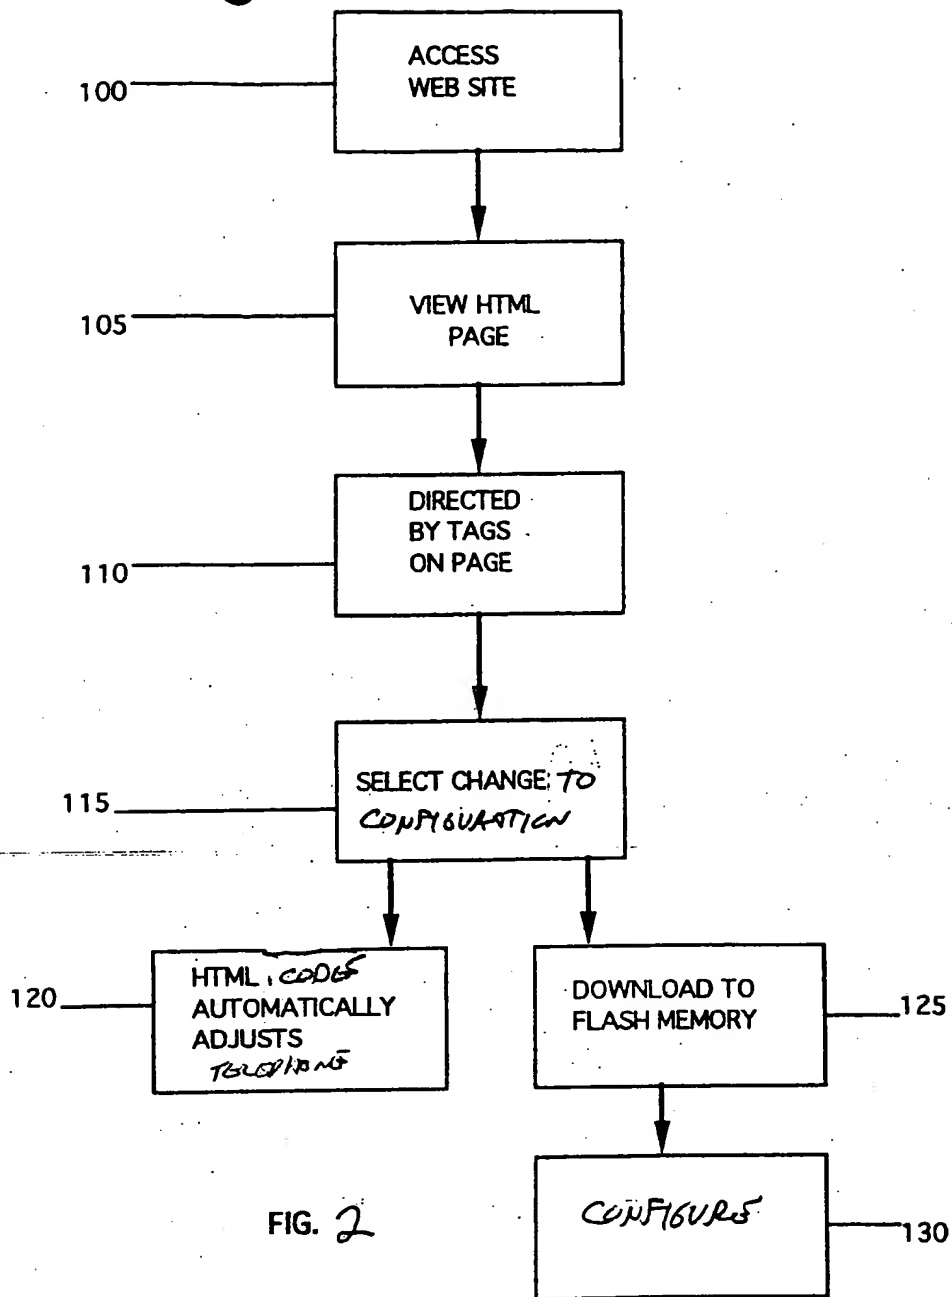 ACCESS
WEB SITE
100
VIEW HTML
PAGE
105
DIRECTED
BY TAGS
ON PAGE
110
SELECT CHANGE TO
CONFIGURATION
115
HTML CODES
AUTOMATICALLY
ADJUSTS
TELEPHONE
120
DOWNLOAD TO
FLASH MEMORY
125
CONFIGURE
130
FIG. 2